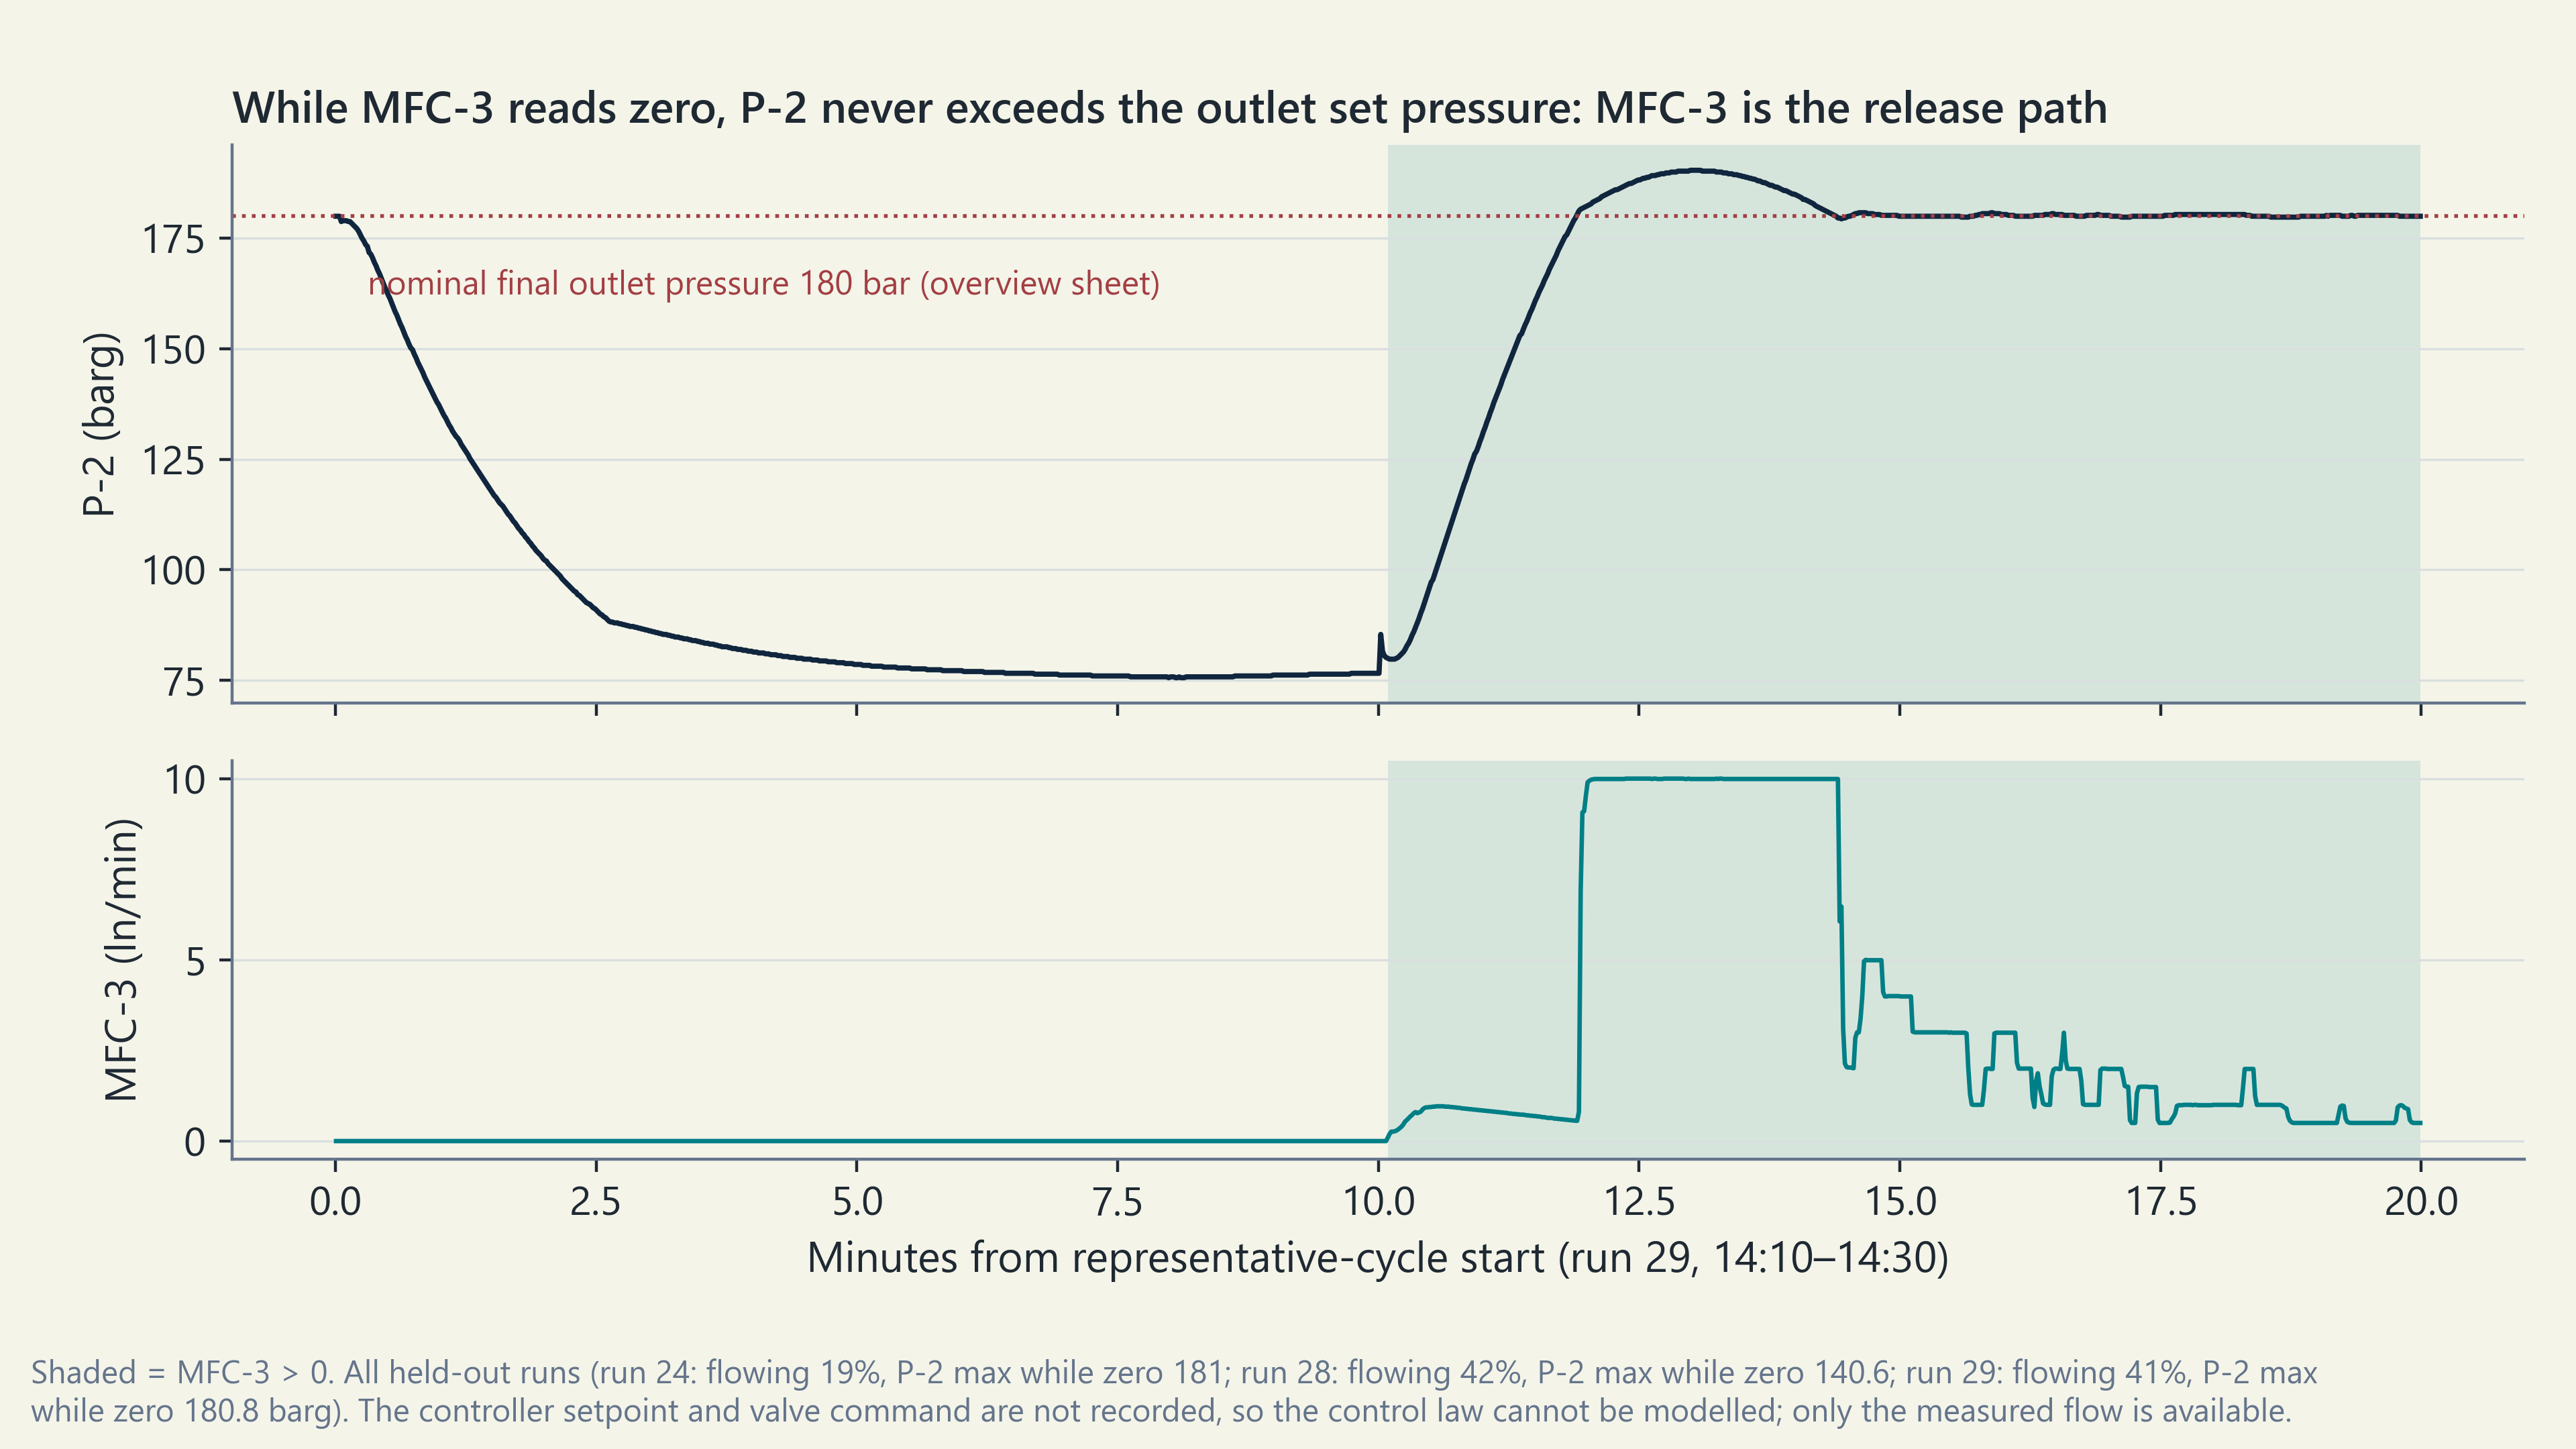 While MFC-3 reads zero, P-2 never exceeds the outlet set pressure: MFC-3 is the release path
P-2 (barg)
175
150
125
100
75
nominal final outlet pressure 180 bar (overview sheet)
MFC-3 (ln/min)
10
5
0
0.0 2.5 5.0 7.5 10.0 12.5 15.0 17.5 20.0
Minutes from representative-cycle start (run 29, 14:10–14:30)
Shaded = MFC-3 > 0. All held-out runs (run 24: flowing 19%, P-2 max while zero 181; run 28: flowing 42%, P-2 max while zero 140.6; run 29: flowing 41%, P-2 max
while zero 180.8 barg). The controller setpoint and valve command are not recorded, so the control law cannot be modelled; only the measured flow is available.